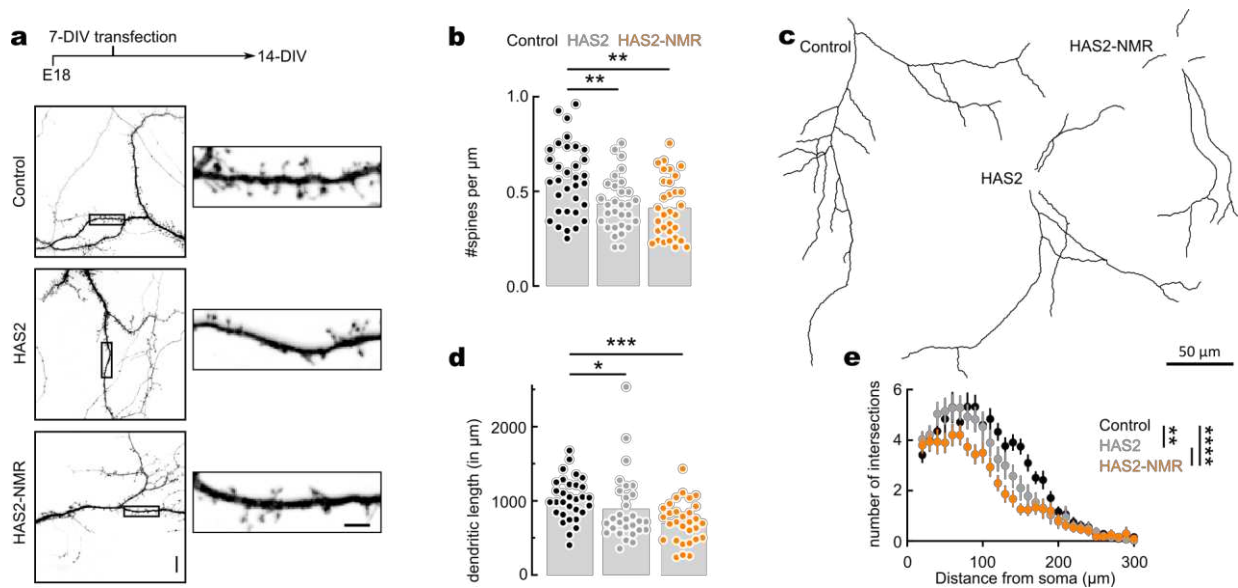 a
7-DIV transfection
14-DIV
E18
Control
HAS2
HAS2-NMR
b
Control HAS2 HAS2-NMR
**
**
#spines per µm
1.0
0.5
0.0
c
Control
HAS2-NMR
HAS2
50 µm
d
***
*
dendritic length (in µm)
2000
1000
0
e
number of intersections
6
4
2
0
Control
HAS2
HAS2-NMR
**
****
0 100 200 300
Distance from soma (µm)